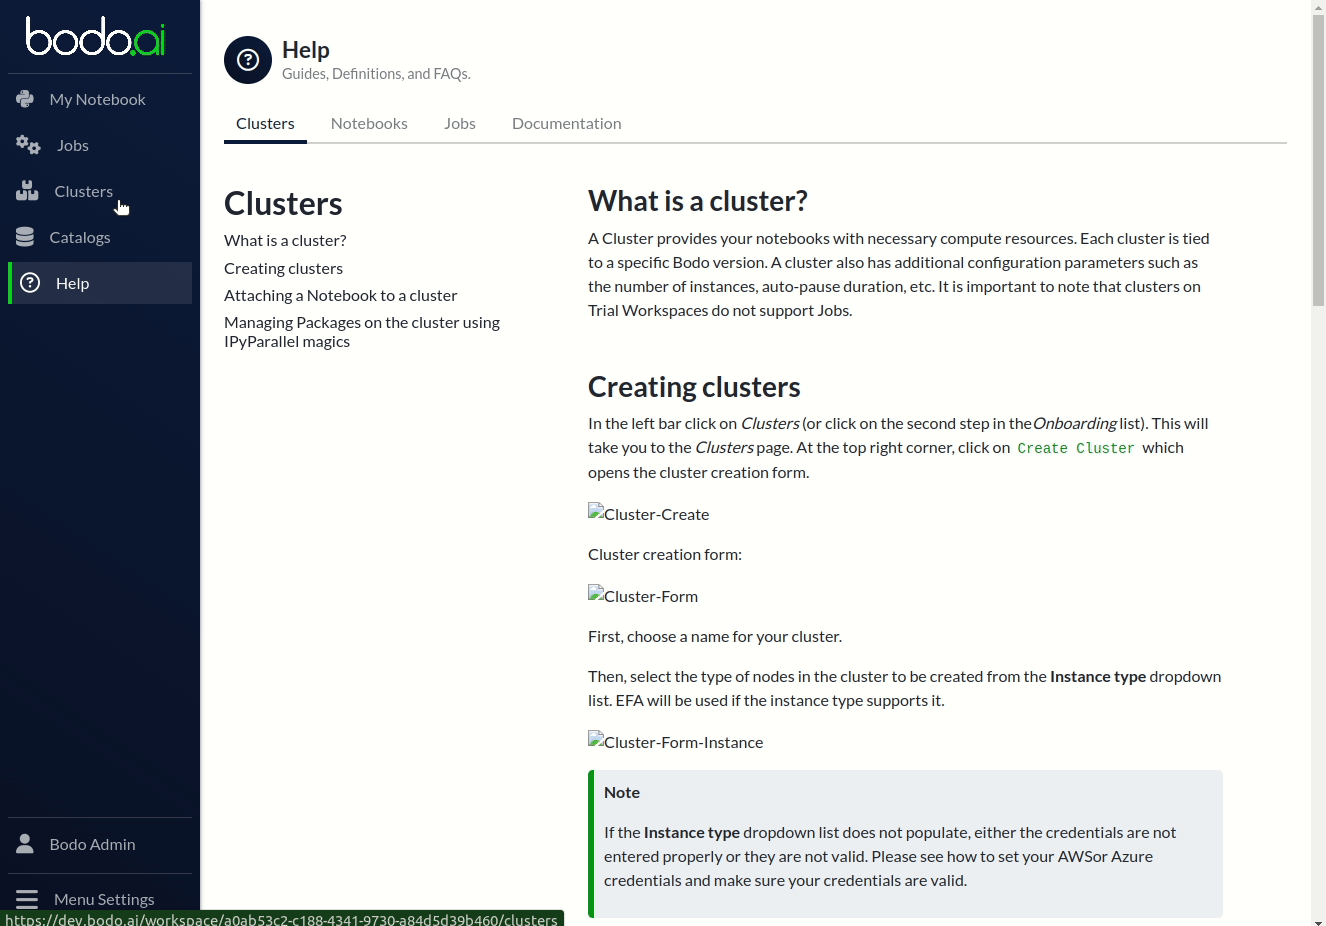 bodo.ai
My Notebook
Jobs
Clusters
Catalogs
Help
Bodo Admin
Menu Settings
https://dev.bodo.ai/workspace/a0ab53c2-c188-4341-9730-a84d5d39b460/clusters
Help
Guides, Definitions, and FAQs.
Clusters Notebooks Jobs Documentation
Clusters
What is a cluster?
Creating clusters
Attaching a Notebook to a cluster
Managing Packages on the cluster using
IPyParallel magics
What is a cluster?
A Cluster provides your notebooks with necessary compute resources. Each cluster is tied
to a specific Bodo version. A cluster also has additional configuration parameters such as
the number of instances, auto-pause duration, etc. It is important to note that clusters on
Trial Workspaces do not support Jobs.
Creating clusters
In the left bar click on Clusters (or click on the second step in theOnboarding list). This will
take you to the Clusters page. At the top right corner, click on Create Cluster which
opens the cluster creation form.
Cluster-Create
Cluster creation form:
Cluster-Form
First, choose a name for your cluster.
Then, select the type of nodes in the cluster to be created from the Instance type dropdown
list. EFA will be used if the instance type supports it.
Cluster-Form-Instance
Note
If the Instance type dropdown list does not populate, either the credentials are not
entered properly or they are not valid. Please see how to set your AWSor Azure
credentials and make sure your credentials are valid.